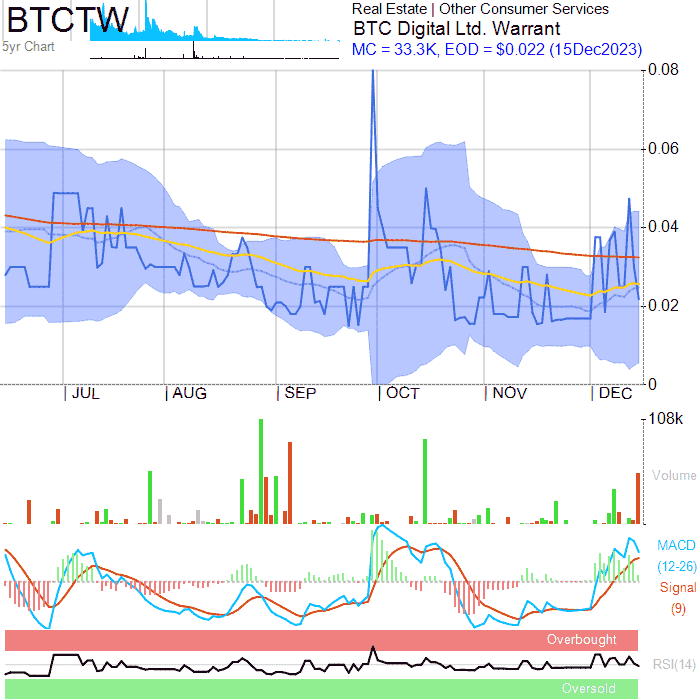 BTCTW
5yr Chart
Real Estate | Other Consumer Services
BTC Digital Ltd. Warrant
MC = 33.3K, EOD = $0.022 (15Dec2023)
0.08
0.06
0.04
0.02
0
| JUL | AUG | SEP | OCT | NOV | DEC
108k
Volume
MACD
(12-26)
Signal
(9)
Overbought
RSI(14)
Oversold